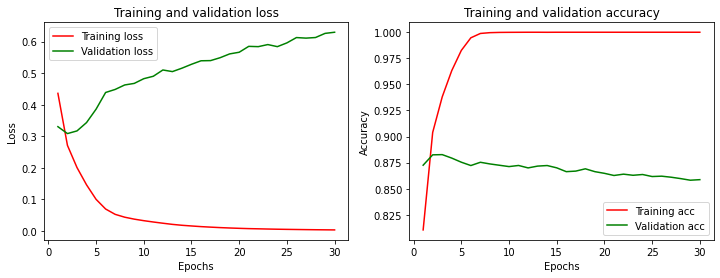 Training and validation loss
Training loss
Validation loss
Loss
0.6
0.5
0.4
0.3
0.2
0.1
0.0
0
5
10
15
20
25
30
Epochs
Training and validation accuracy
Accuracy
1.000
0.975
0.950
0.925
0.900
0.875
0.850
0.825
Training acc
Validation acc
0
5
10
15
20
25
30
Epochs